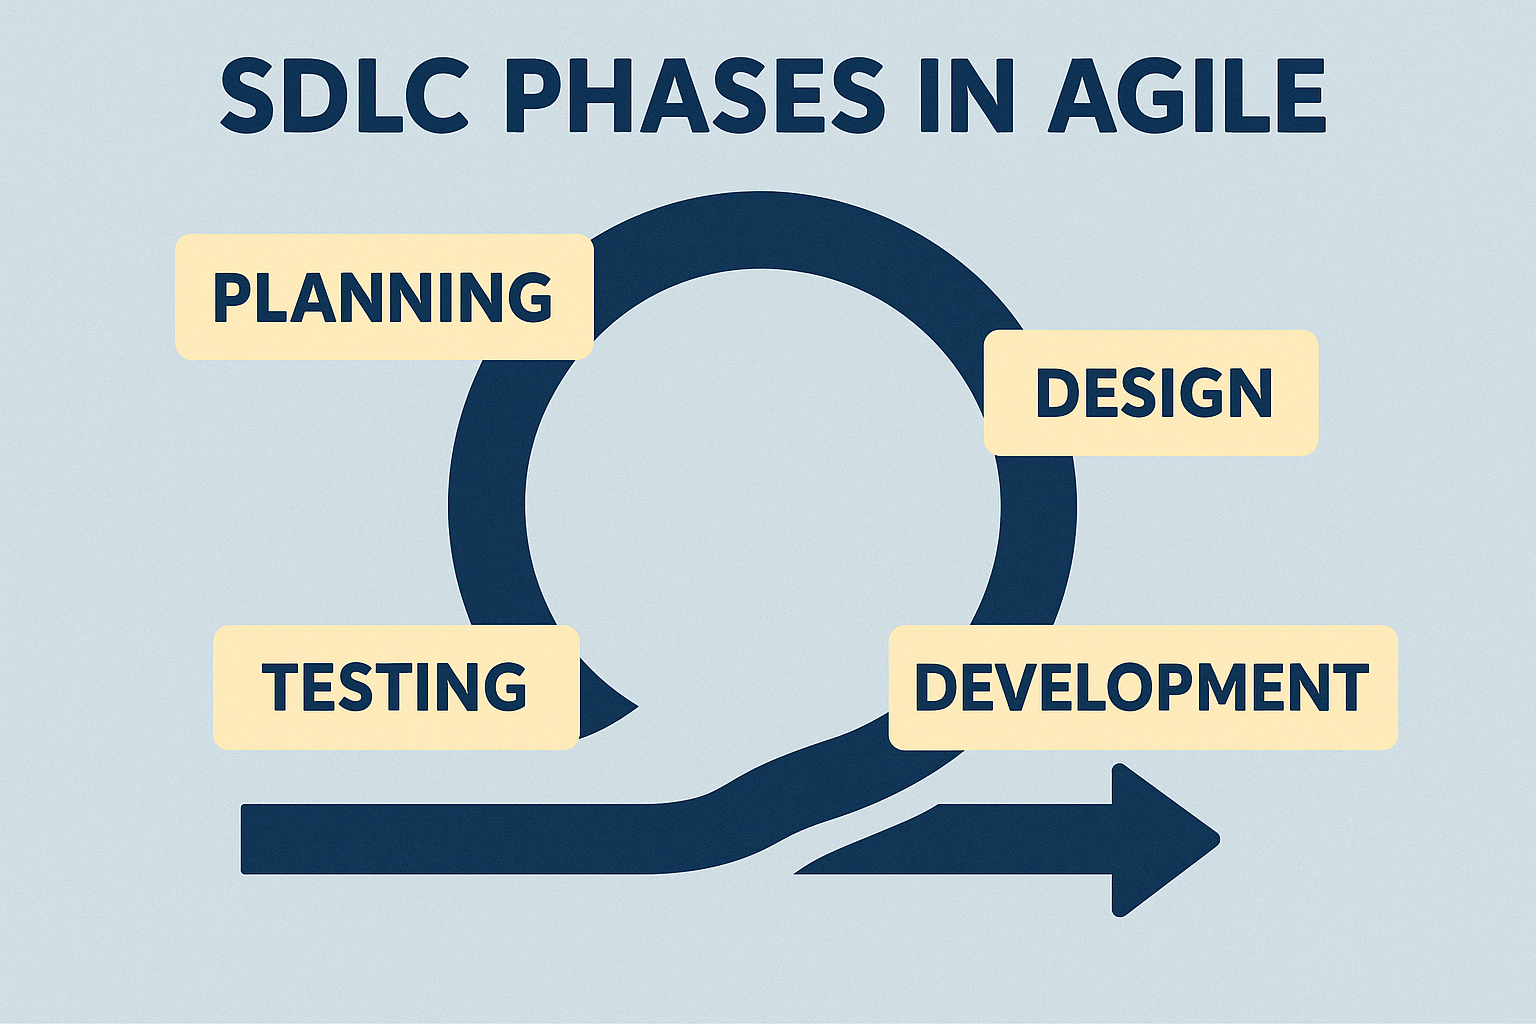 SDLC PHASES IN AGILE
PLANNING
DESIGN
TESTING
DEVELOPMENT